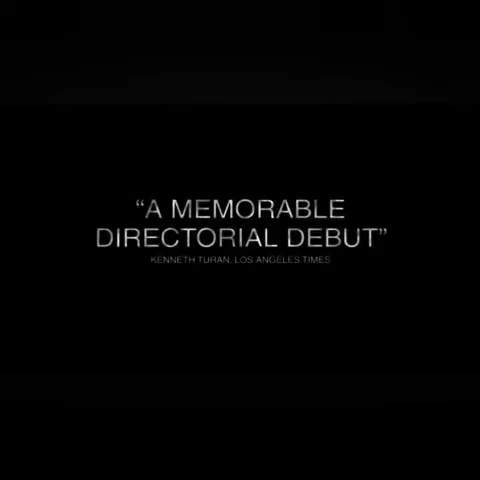 “A MEMORABLE
DIRECTORIAL DEBUT”
KENNETH TURAN, LOS ANGELES TIMES